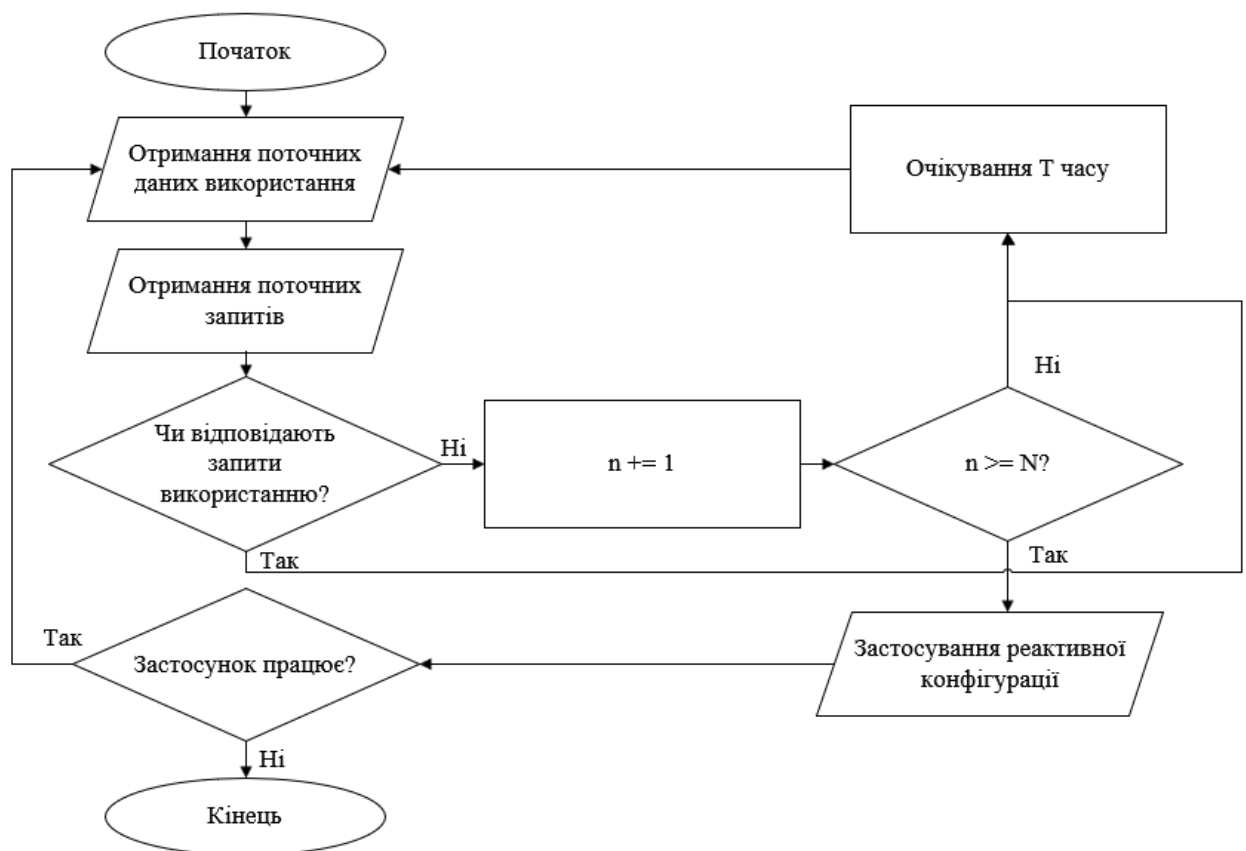 Початок
Отримання поточних
даних використання
Очікування T часу
Отримання поточних
запитів
Ні
Чи відповідають
запити
використанню?
Ні
n += 1
n >= N?
Так
Так
Так
Застосунок працює?
Застосування реактивної
конфігурації
Ні
Кінець